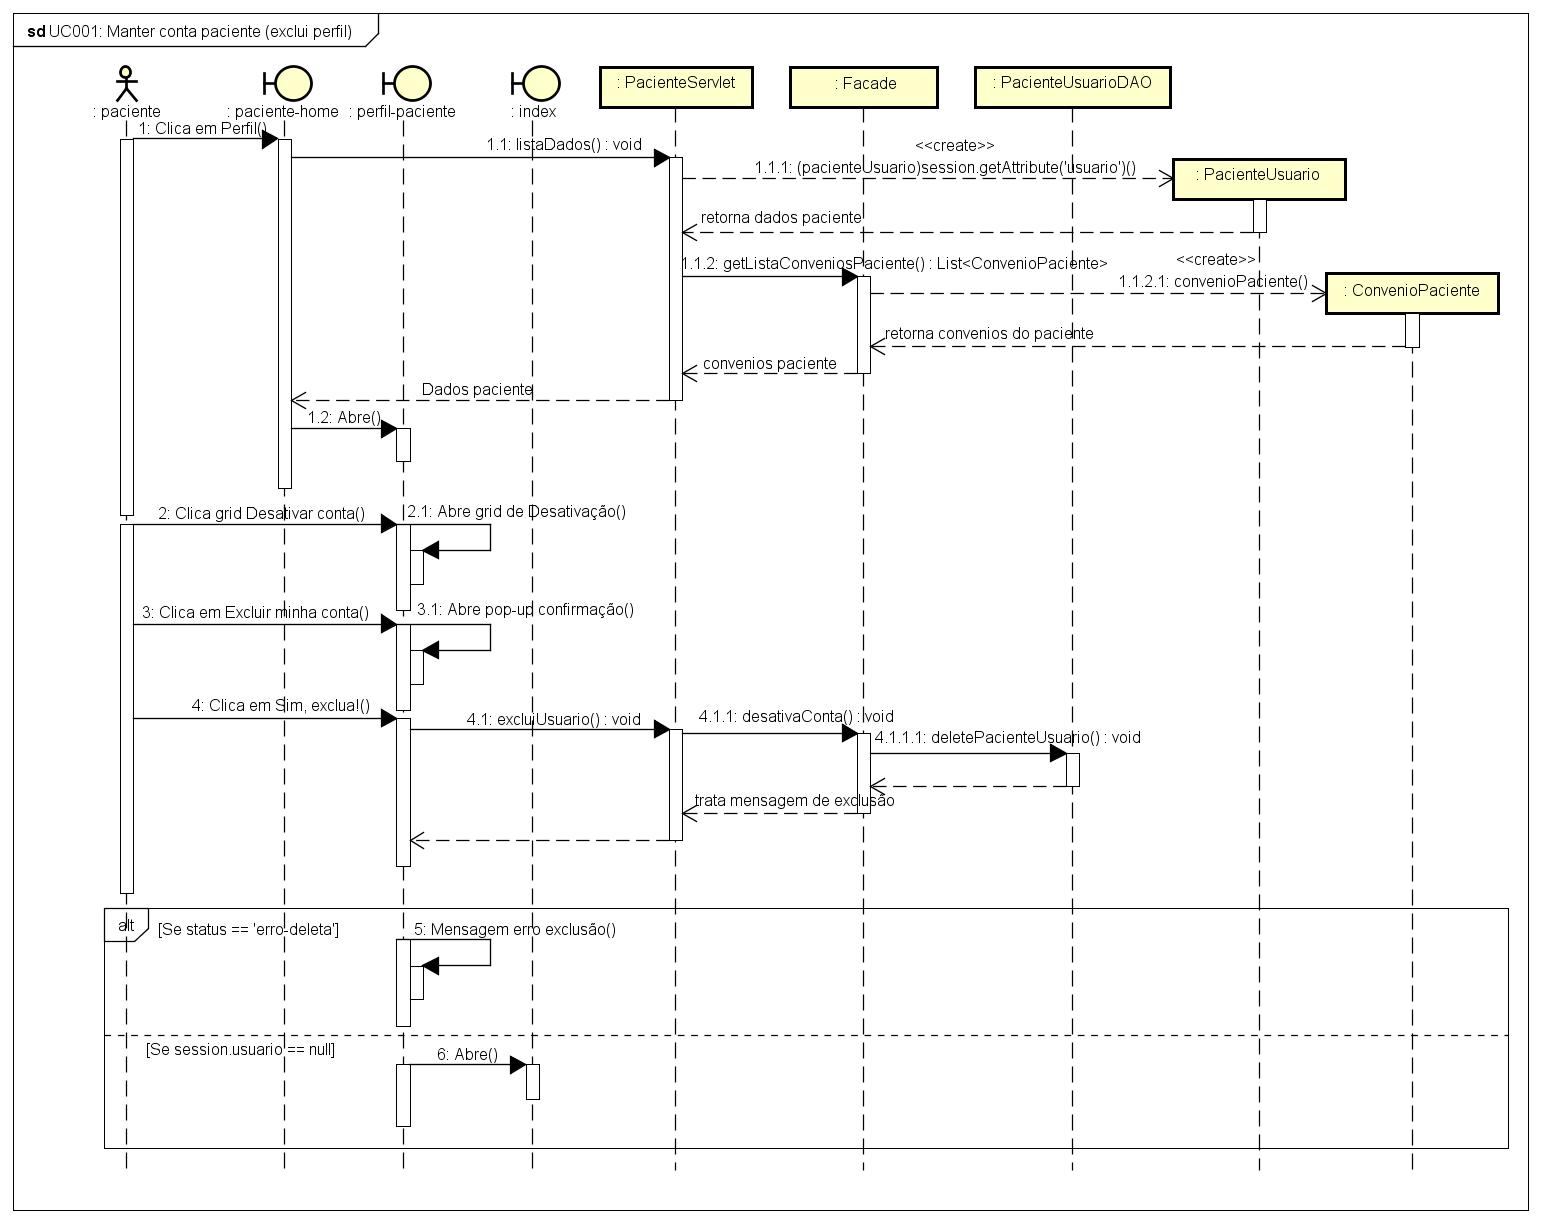 sd UC001: Manter conta paciente (exclui perfil)
: paciente
: paciente-home
: perfil-paciente
: index
: PacienteServlet
: Facade
: PacienteUsuarioDAO
1: Clica em Perfil()
1.1: listaDados() : void
<<create>>
1.1.1: (pacienteUsuario)session.getAttribute('usuario')()
: PacienteUsuario
retorna dados paciente
1.1.2: getListaConveniosPaciente() : List<ConvenioPaciente>
<<create>>
1.1.2.1: convenioPaciente()
: ConvenioPaciente
retorna convenios do paciente
convenios paciente
Dados paciente
1.2: Abre()
2: Clica grid Desativar conta()
2.1: Abre grid de Desativação()
3: Clica em Excluir minha conta()
3.1: Abre pop-up confirmação()
4: Clica em Sim, exclua!()
4.1: excluiUsuario() : void
4.1.1: desativaConta() : void
4.1.1.1: deletePacienteUsuario() : void
trata mensagem de exclusão
alt
[Se status == 'erro-deleta']
5: Mensagem erro exclusão()
[Se session.usuario == null]
6: Abre()